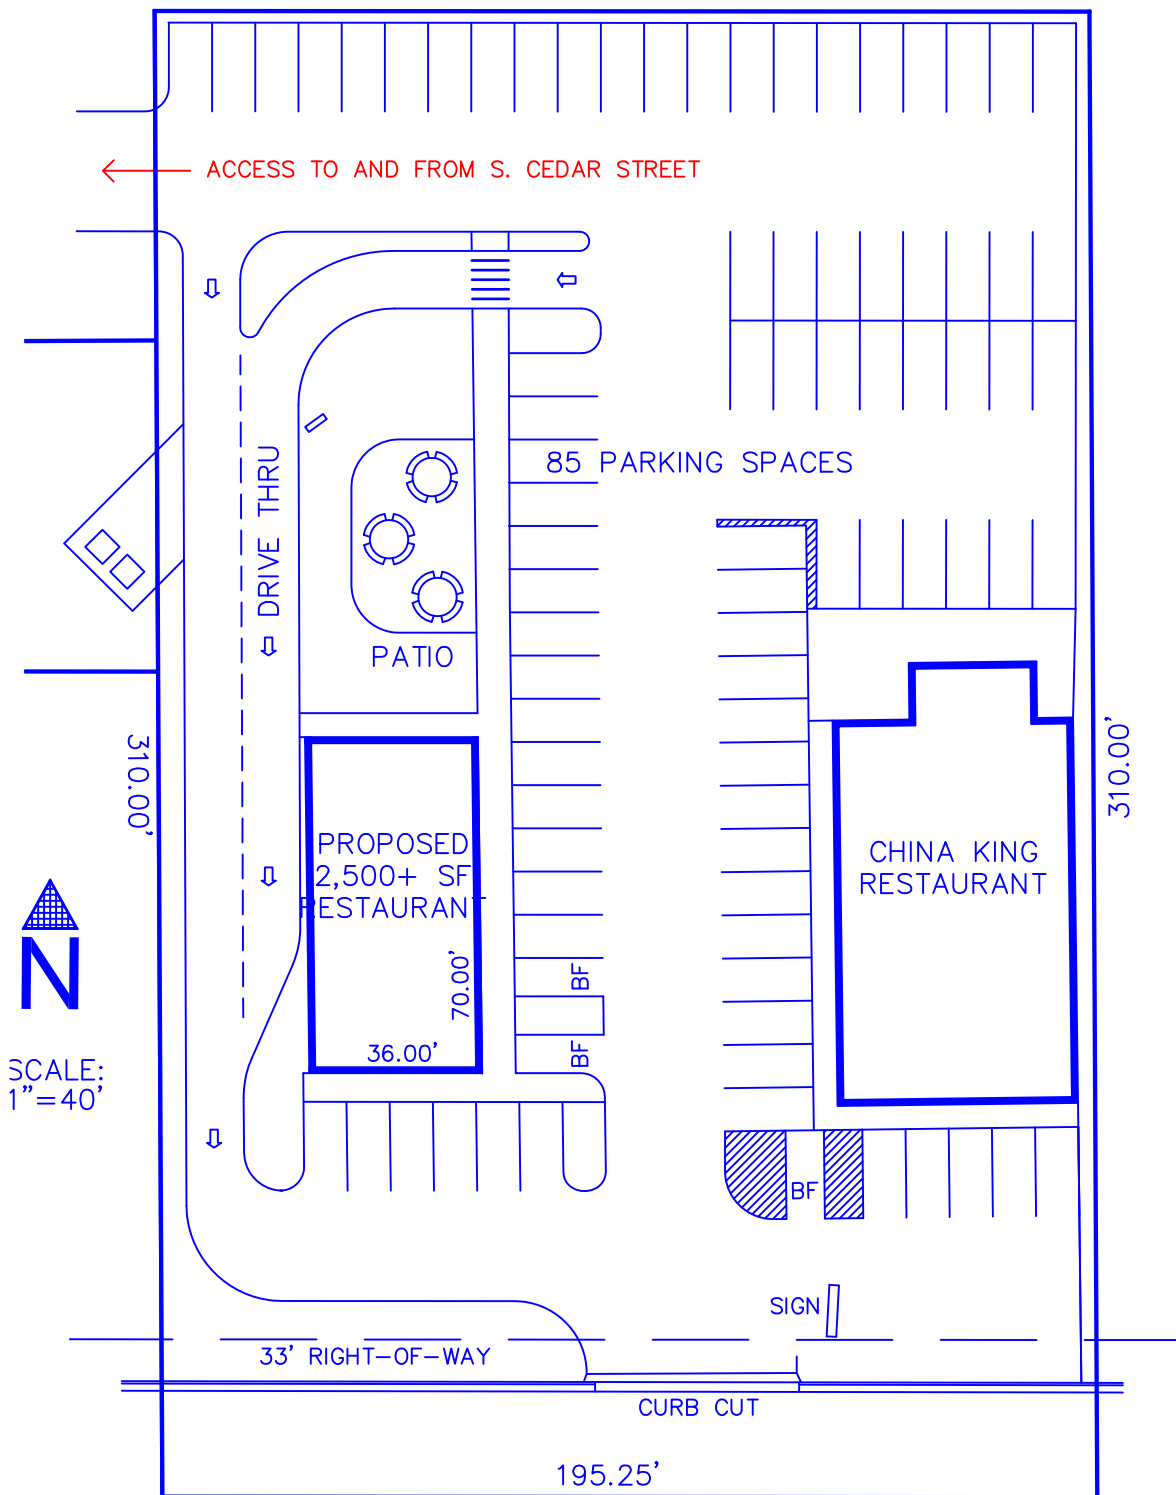 ACCESS TO AND FROM S. CEDAR STREET
85 PARKING SPACES
DRIVE THRU
PATIO
310.00'
310.00'
PROPOSED
2,500+ SF
RESTAURANT
CHINA KING
RESTAURANT
70.00'
36.00'
BF
BF
N
SCALE:
1"=40'
BF
SIGN
33' RIGHT-OF-WAY
CURB CUT
195.25'